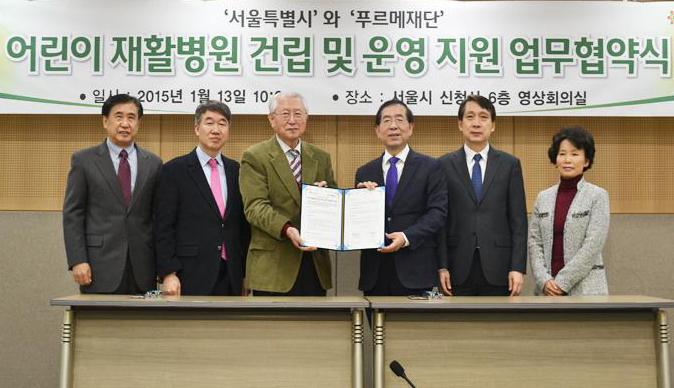 '서울특별시' 와 '푸르메재단'
어린이 재활병원 건립 및 운영 지원 업무협약식
• 일시 : 2015년 1월 13일 • 장소 : 서울시 신청사 6층 영상회의실